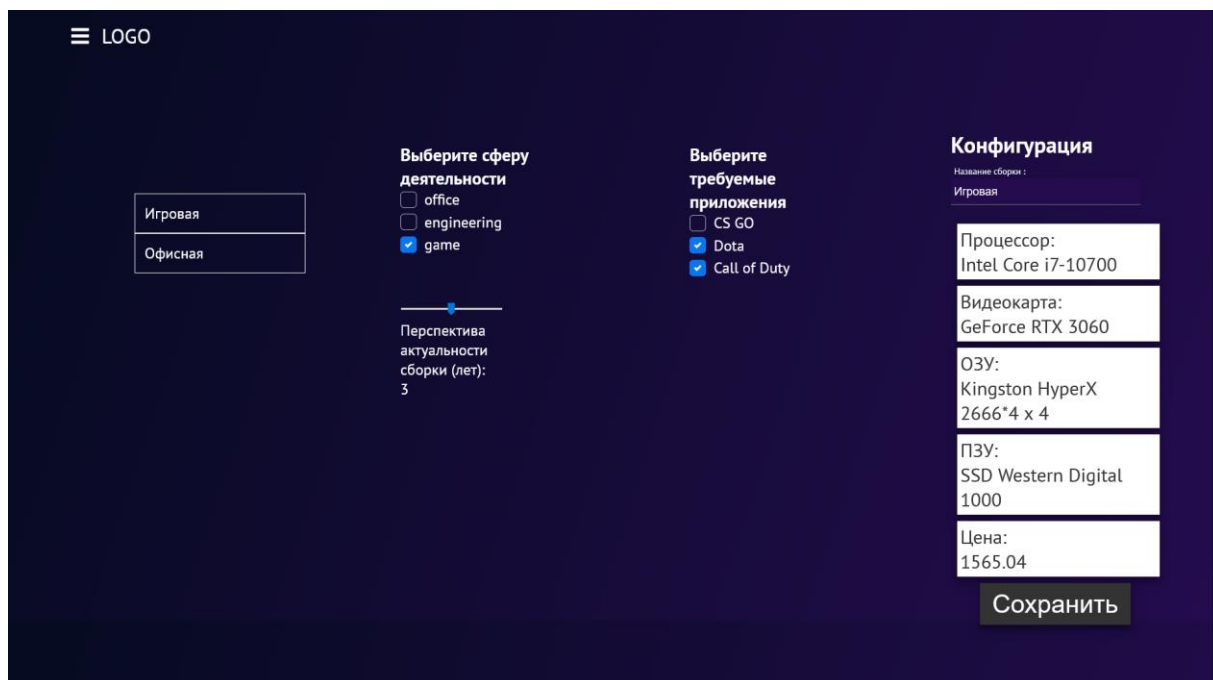 LOGO
Игровая
Офисная
Выберите сферу
деятельности
office
engineering
game
Перспектива
актуальности
сборки (лет):
3
Выберите
требуемые
приложения
CS GO
Dota
Call of Duty
Конфигурация
Название сборки :
Игровая
Процессор:
Intel Core i7-10700
Видеокарта:
GeForce RTX 3060
ОЗУ:
Kingston HyperX
2666*4 x 4
ПЗУ:
SSD Western Digital
1000
Цена:
1565.04
Сохранить